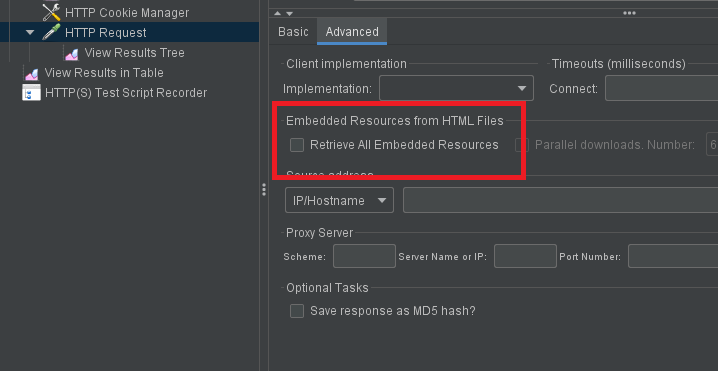 HTTP Cookie Manager
HTTP Request
View Results Tree
View Results in Table
HTTP(S) Test Script Recorder
Basic Advanced
Client implementation Timeouts (milliseconds)
Implementation: Connect:
Embedded Resources from HTML Files
Retrieve All Embedded Resources Parallel downloads. Number: 6
Source address
IP/Hostname
Proxy Server
Scheme: Server Name or IP: Port Number:
Optional Tasks
Save response as MD5 hash?